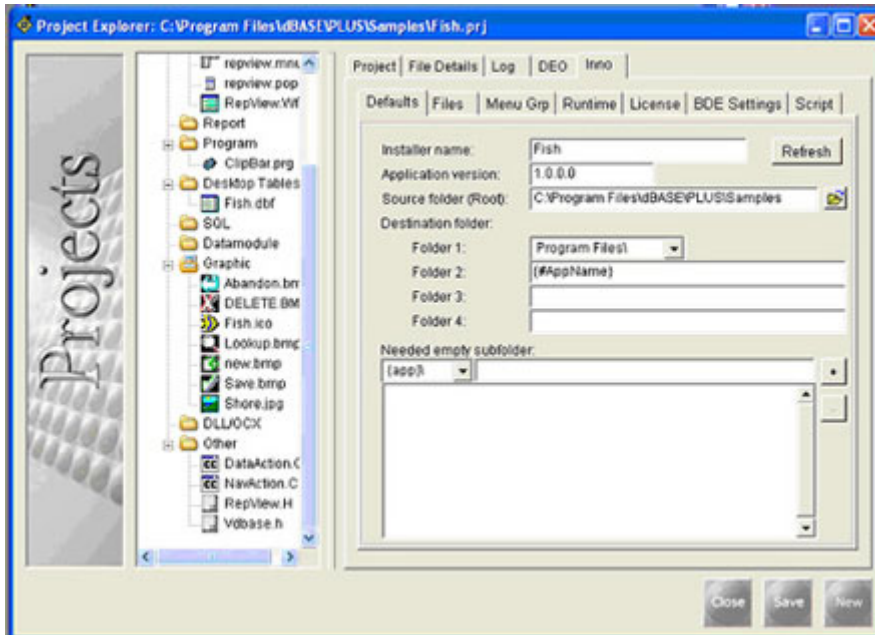 Project Explorer: C:\Program Files\dBASE\PLUS\Samples\Fish.prj
Projects
repview.mnu
repview.pop
RepView.Wf
Report
Program
ClipBar.prg
Desktop Tables
Fish.dbf
SQL
Datamodule
Graphic
Abandon.bm
DELETE.BM
Fish.ico
Lookup.bmp
new.bmp
Save.bmp
Shore.jpg
DLL/OCX
Other
DataAction.C
NavAction.C
RepView.H
Vdbase.h
Project File Details Log DEO Inno
Defaults Files Menu Grp Runtime License BDE Settings Script
Installer name: Fish Refresh
Application version: 1.0.0.0
Source folder (Root): C:\Program Files\dBASE\PLUS\Samples
Destination folder:
Folder 1: Program Files\
Folder 2: {#AppName}
Folder 3:
Folder 4:
Needed empty subfolder:
{app}\
Close Save New